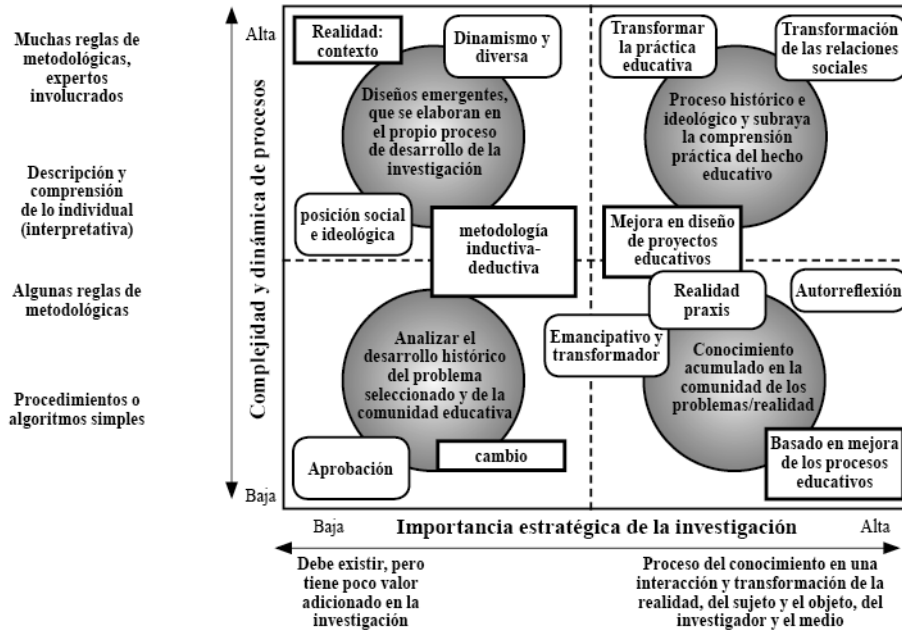 Muchas reglas de
metodológicas,
expertos
involucrados
Descripción y
comprensión
de lo individual
(interpretativa)
Algunas reglas de
metodológicas
Procedimientos o
algoritmos simples
Complejidad y dinámica de procesos
Alta
Baja
Realidad:
contexto
Dinamismo y
diversa
Diseños emergentes,
que se elaboran en
el propio proceso
de desarrollo de la
investigación
posición social
e ideológica
metodología
inductiva-
deductiva
Transformar
la práctica
educativa
Transformación
de las relaciones
sociales
Proceso histórico e
ideológico y subraya
la comprensión
práctica del hecho
educativo
Mejora en diseño
de proyectos
educativos
Analizar el
desarrollo histórico
del problema
seleccionado y de la
comunidad educativa
Aprobación
cambio
Realidad
praxis
Autorreflexión
Emancipativo y
transformador
Conocimiento
acumulado en la
comunidad de los
problemas/realidad
Basado en mejora
de los procesos
educativos
Baja
Importancia estratégica de la investigación
Alta
Debe existir, pero
tiene poco valor
adicionado en la
investigación
Proceso del conocimiento en una
interacción y transformación de la
realidad, del sujeto y el objeto, del
investigador y el medio